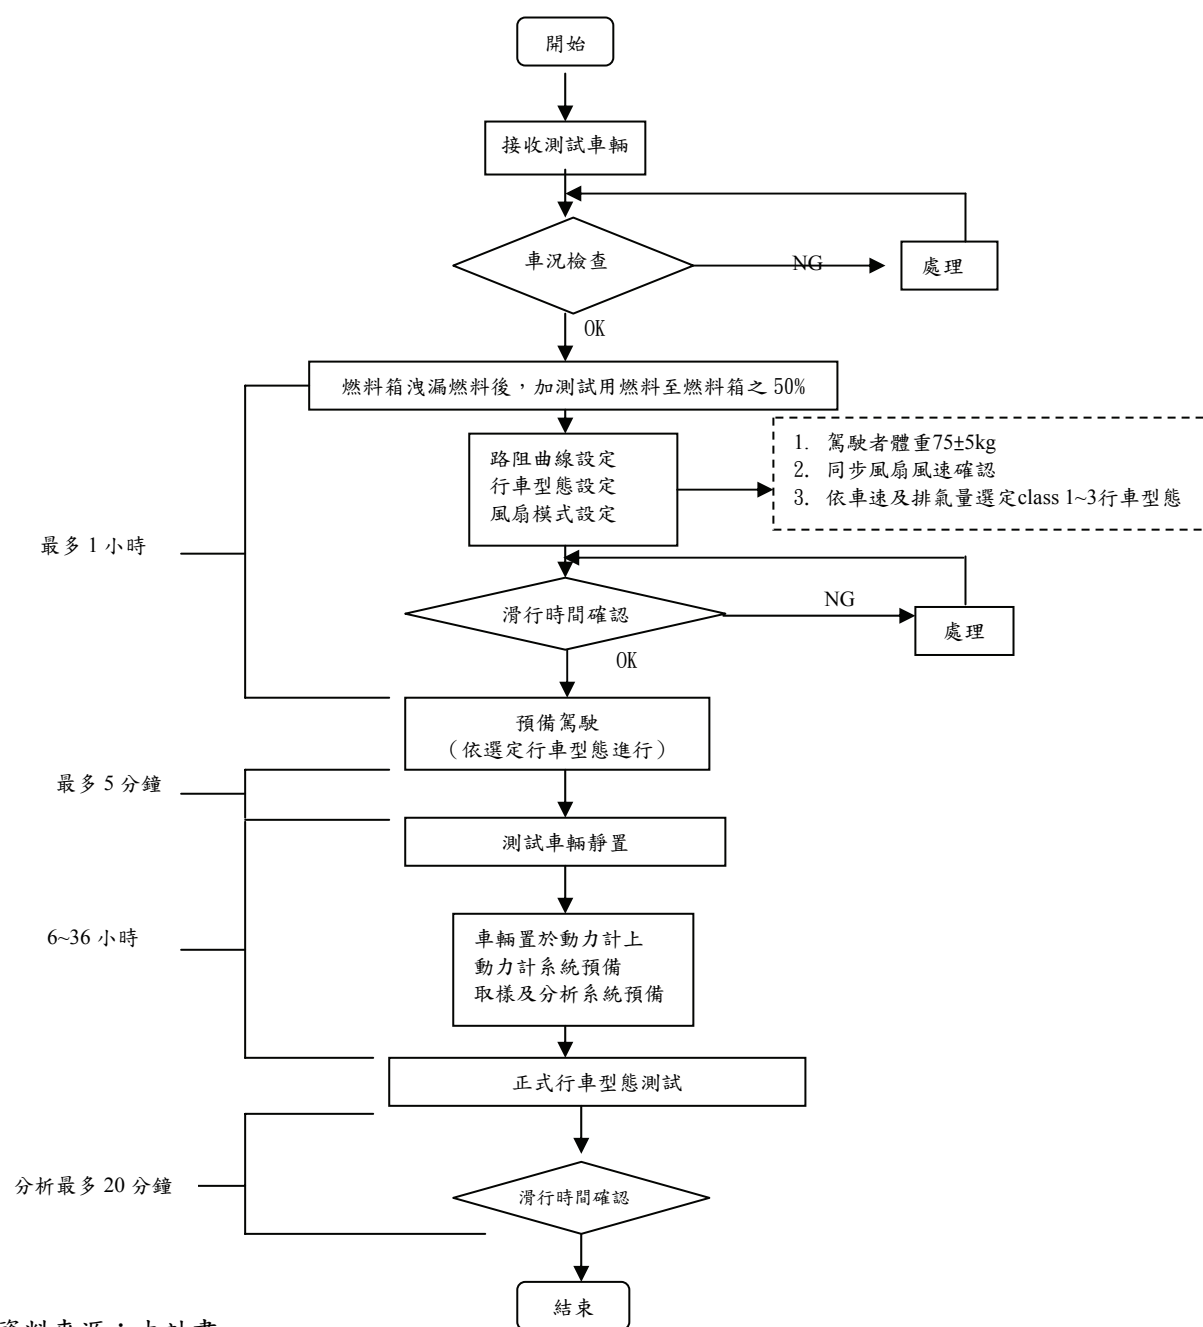 開始
接收測試車輛
車況檢查
NG
處理
OK
燃料箱洩漏燃料後，加測試用燃料至燃料箱之 50%
路阻曲線設定
行車型態設定
風扇模式設定
1. 駕駛者體重75±5kg
2. 同步風扇風速確認
3. 依車速及排氣量選定class 1~3行車型態
最多 1 小時
滑行時間確認
NG
處理
OK
預備駕駛
（依選定行車型態進行）
最多 5 分鐘
測試車輛靜置
6~36 小時
車輛置於動力計上
動力計系統預備
取樣及分析系統預備
正式行車型態測試
分析最多 20 分鐘
滑行時間確認
結束